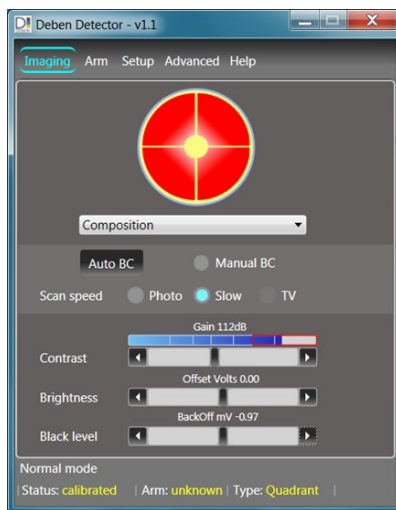 Deben Detector - v1.1
Imaging Arm Setup Advanced Help
Composition
Auto BC Manual BC
Scan speed Photo Slow TV
Gain 112dB
Contrast
Offset Volts 0.00
Brightness
BackOff mV -0.97
Black level
Normal mode
Status: calibrated | Arm: unknown | Type: Quadrant |